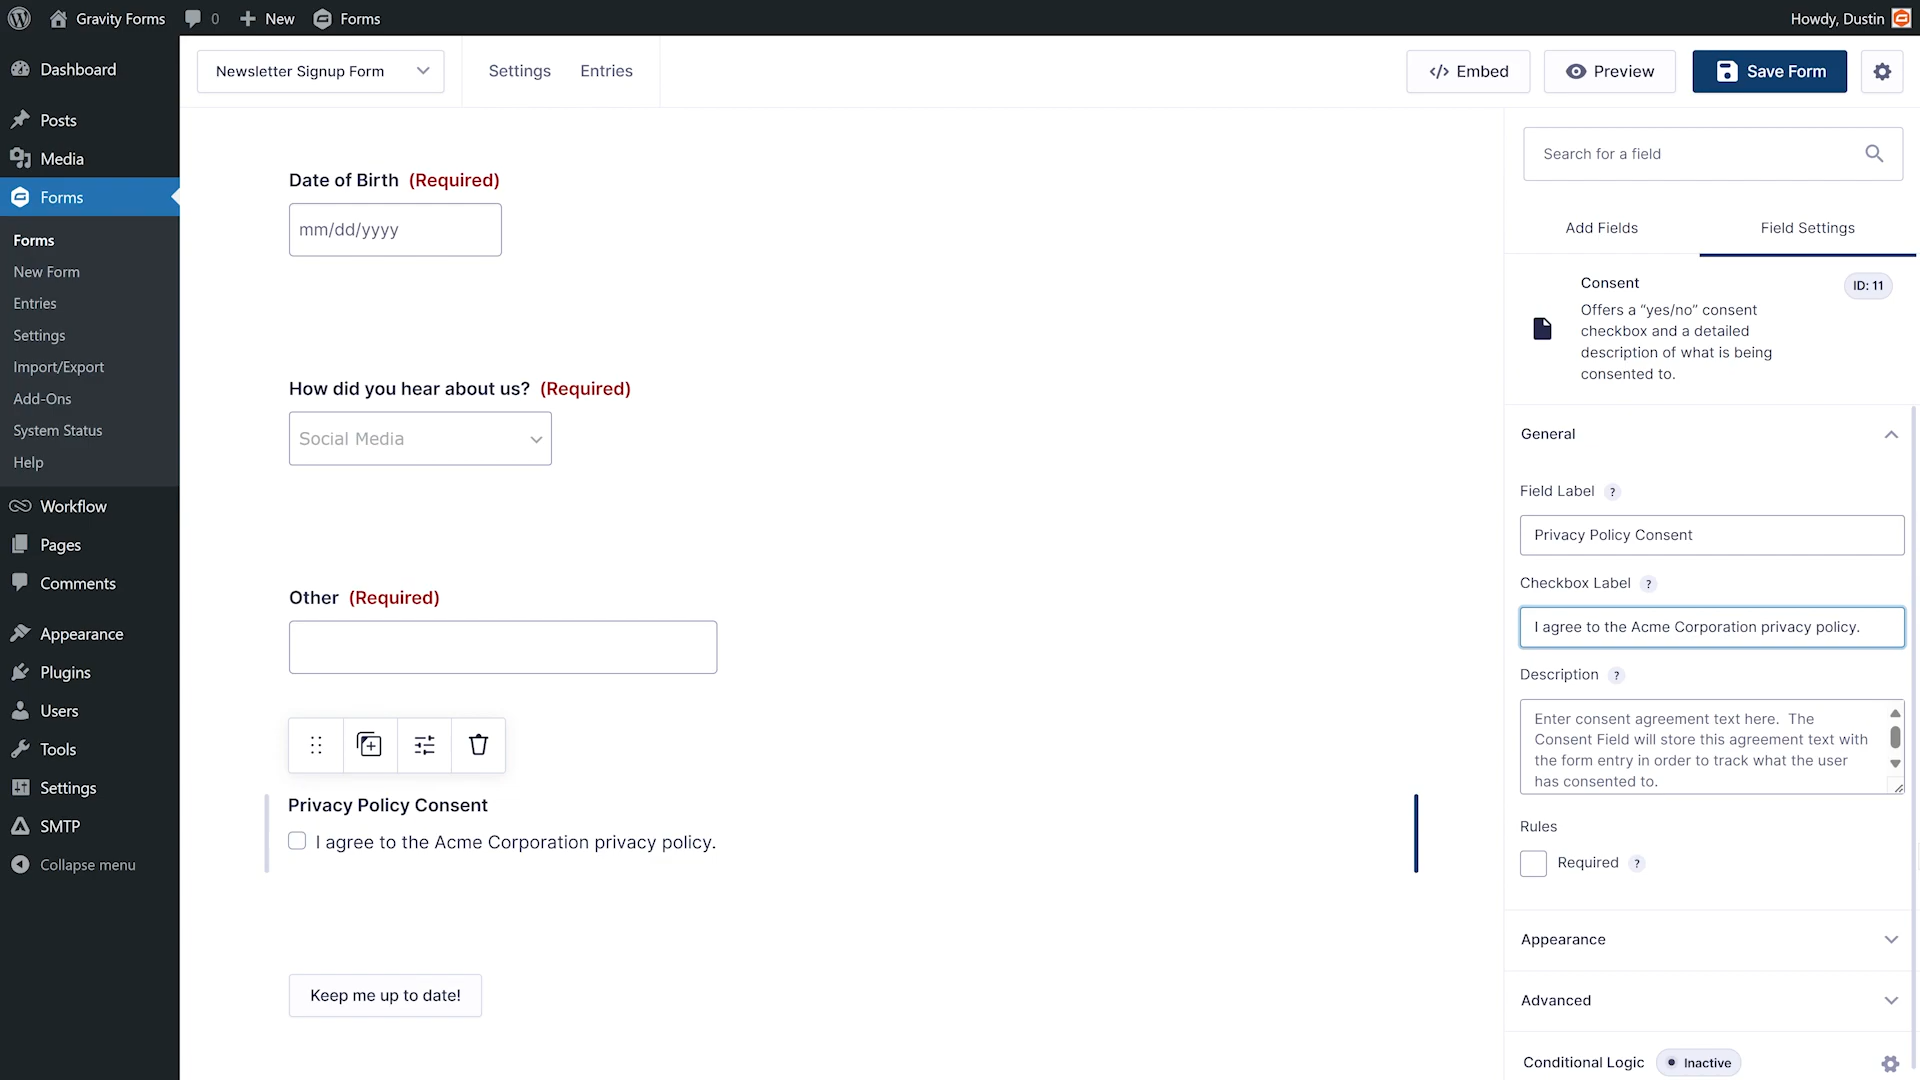 Gravity Forms
0
New
Forms
Howdy, Dustin
Dashboard
Posts
Media
Forms
Forms
New Form
Entries
Settings
Import/Export
Add-Ons
System Status
Help
Workflow
Pages
Comments
Appearance
Plugins
Users
Tools
Settings
SMTP
Collapse menu
Newsletter Signup Form
Settings
Entries
</> Embed
Preview
Save Form
Date of Birth (Required)
mm/dd/yyyy
How did you hear about us? (Required)
Social Media
Other (Required)
Privacy Policy Consent
I agree to the Acme Corporation privacy policy.
Keep me up to date!
Search for a field
Add Fields
Field Settings
Consent
ID: 11
Offers a “yes/no” consent
checkbox and a detailed
description of what is being
consented to.
General
Field Label ?
Privacy Policy Consent
Checkbox Label ?
I agree to the Acme Corporation privacy policy.
Description ?
Enter consent agreement text here. The
Consent Field will store this agreement text with
the form entry in order to track what the user
has consented to.
Rules
Required ?
Appearance
Advanced
Conditional Logic
Inactive